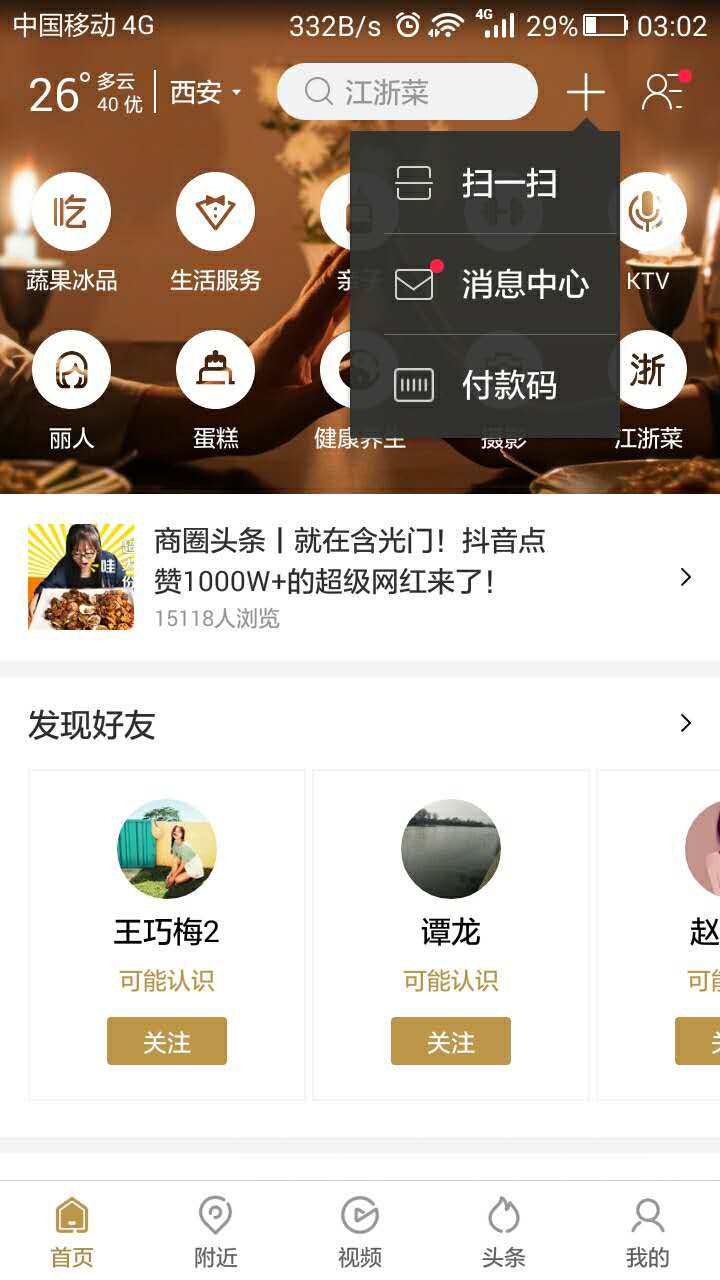 中国移动 4G
332B/s
4G
29%
03:02
26°
多云
40 优
西安
江浙菜
扫一扫
消息中心
付款码
吃
蔬果冰品
生活服务
亲子
KTV
浙
丽人
蛋糕
健康养生
摄影
江浙菜
哇
商圈头条丨就在含光门！抖音点
赞1000W+的超级网红来了！
15118人浏览
发现好友
王巧梅2
谭龙
赵
可能认识
可能认识
可能
关注
关注
首页
附近
视频
头条
我的